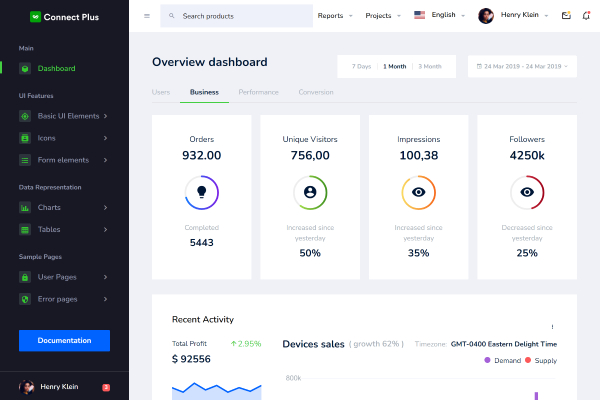 Connect Plus
Search products
Reports
Projects
English
Henry Klein
Main
Dashboard
UI Features
Basic UI Elements
Icons
Form elements
Data Representation
Charts
Tables
Sample Pages
User Pages
Error pages
Documentation
Henry Klein
3
Overview dashboard
7 Days
1 Month
3 Month
24 Mar 2019 - 24 Mar 2019
Users
Business
Performance
Conversion
Orders
932.00
Completed
5443
Unique Visitors
756,00
Increased since
yesterday
50%
Impressions
100,38
Increased since
yesterday
35%
Followers
4250k
Decreased since
yesterday
25%
Recent Activity
Total Profit
2.95%
$ 92556
Devices sales ( growth 62% )
Timezone: GMT-0400 Eastern Delight Time
Demand
Supply
800k